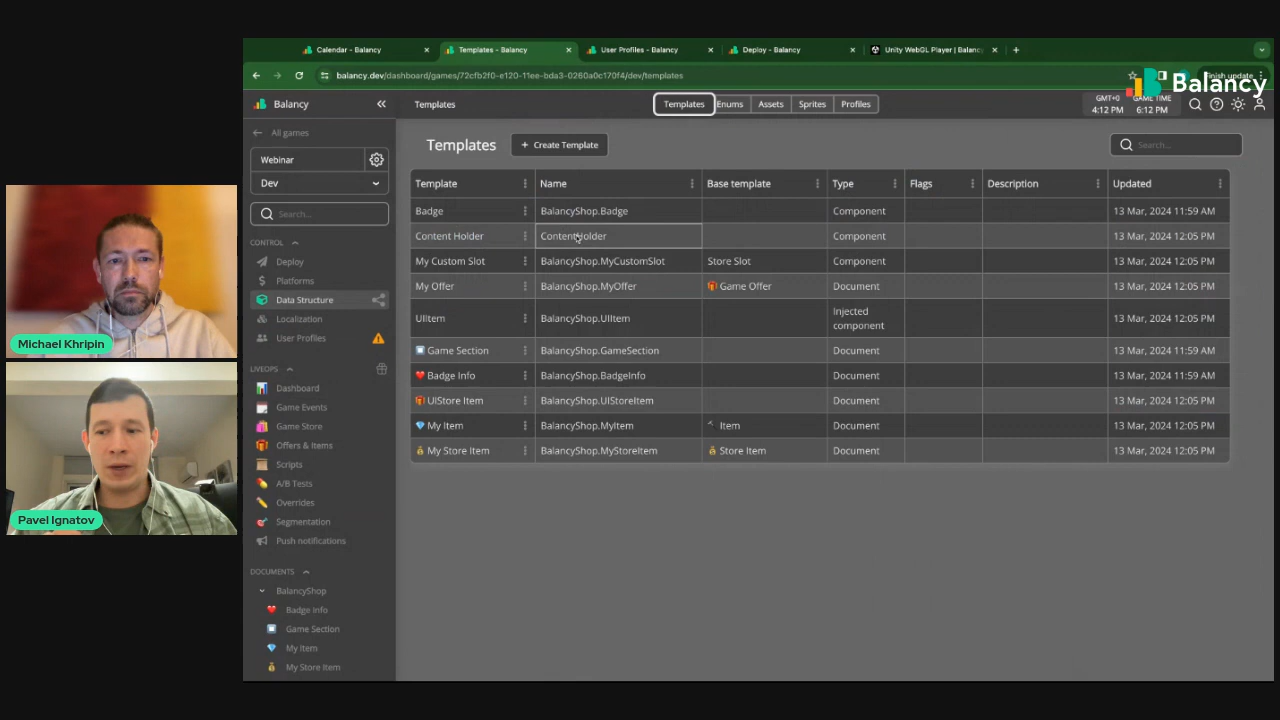 Calendar - Balancy
Templates - Balancy
User Profiles - Balancy
Deploy - Balancy
Unity WebGL Player | Balanc
balancy.dev/dashboard/games/72cfb2f0-e120-11ee-bda3-0260a0c170f4/dev/templates
Finish update
Balancy
Balancy
Templates
Templates
Enums
Assets
Sprites
Profiles
GMT+0
4:12 PM
GAME TIME
6:12 PM
All games
Webinar
Dev
Search...
CONTROL
Deploy
Platforms
Data Structure
Localization
User Profiles
LIVEOPS
Dashboard
Game Events
Game Store
Offers & Items
Scripts
A/B Tests
Overrides
Segmentation
Push notifications
DOCUMENTS
BalancyShop
Badge info
Game Section
My Item
My Store Item
Templates
+ Create Template
Search...
Template Name Base template Type Flags Description Updated
Badge BalancyShop.Badge Component 13 Mar, 2024 11:59 AM
Content Holder ContentHolder Component 13 Mar, 2024 12:05 PM
My Custom Slot BalancyShop.MyCustomSlot Store Slot Component 13 Mar, 2024 12:05 PM
My Offer BalancyShop.MyOffer Game Offer Document 13 Mar, 2024 12:05 PM
UIItem BalancyShop.UIItem Injected component 13 Mar, 2024 12:05 PM
Game Section BalancyShop.GameSection Document 13 Mar, 2024 11:59 AM
Badge Info BalancyShop.BadgeInfo Document 13 Mar, 2024 11:59 AM
UIStore Item BalancyShop.UIStoreItem Document 13 Mar, 2024 12:05 PM
My Item BalancyShop.MyItem Item Document 13 Mar, 2024 12:05 PM
My Store Item BalancyShop.MyStoreItem Store Item Document 13 Mar, 2024 12:05 PM
Michael Khripin
Pavel Ignatov